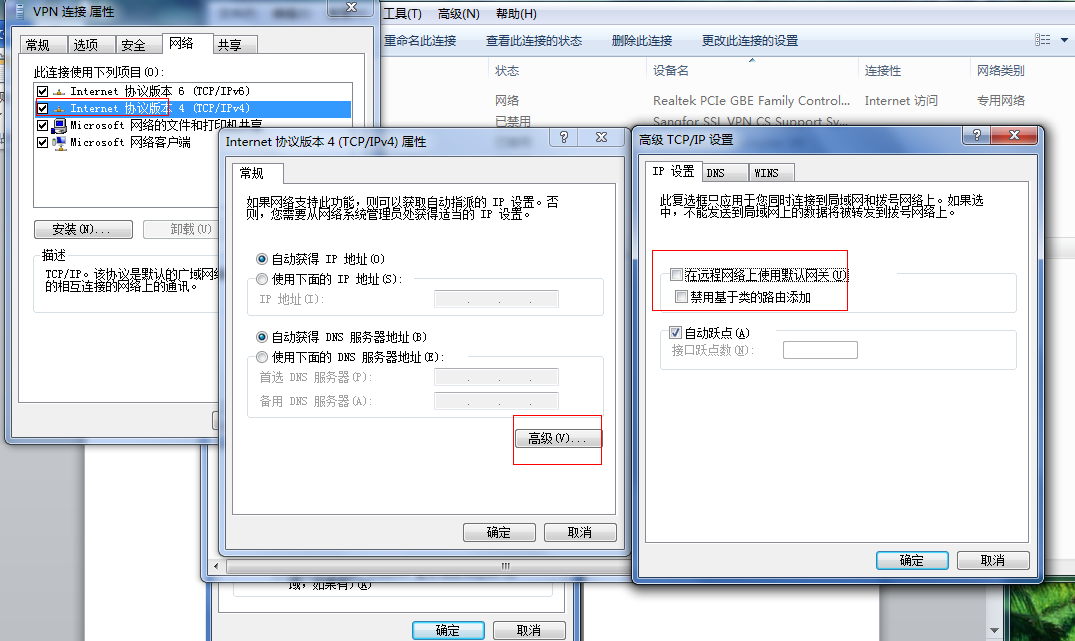 VPN 连接 属性
工具(T) 高级(N) 帮助(H)
重命名此连接 查看此连接的状态 删除此连接 更改此连接的设置
状态 设备名 连接性 网络类别
网络 Realtek PCIe GBE Family Control... Internet 访问 专用网络
已禁用 Sangfor SSL VPN CS Support Sy...
常规 选项 安全 网络 共享
此连接使用下列项目(O):
Internet 协议版本 6 (TCP/IPv6)
Internet 协议版本 4 (TCP/IPv4)
Microsoft 网络的文件和打印机共享
Microsoft 网络客户端
安装(N)... 卸载(U)
描述
TCP/IP。该协议是默认的广域网络
的相互连接的网络上的通讯。
Internet 协议版本 4 (TCP/IPv4) 属性
常规
如果网络支持此功能，则可以获取自动指派的 IP 设置。否
则，您需要从网络系统管理员处获得适当的 IP 设置。
自动获得 IP 地址(O)
使用下面的 IP 地址(S):
IP 地址(I):
自动获得 DNS 服务器地址(B)
使用下面的 DNS 服务器地址(E):
首选 DNS 服务器(P):
备用 DNS 服务器(A):
高级(V)...
确定 取消
高级 TCP/IP 设置
IP 设置 DNS WINS
此复选框只应用于您同时连接到局域网和拨号网络上。如果选
中，不能发送到局域网上的数据将被转发到拨号网络上。
在远程网络上使用默认网关(U)
禁用基于类的路由添加
自动跃点(A)
接口跃点数(N):
确定 取消
域，如果有)(A)
确定 取消